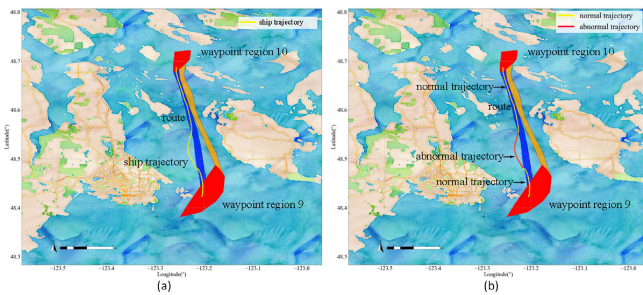 48.8
48.7
48.6
48.5
48.4
48.3
Latitude(°)
ship trajectory
waypoint region 10
route
ship trajectory
waypoint region 9
−123.5
−123.4
−123.3
−123.2
−123.1
−123.0
Longitude(°)
(a)
48.8
48.7
48.6
48.5
48.4
48.3
Latitude(°)
normal trajectory
abnormal trajectory
waypoint region 10
normal trajectory
route
abnormal trajectory
normal trajectory
waypoint region 9
−123.5
−123.4
−123.3
−123.2
−123.1
−123.0
Longitude(°)
(b)